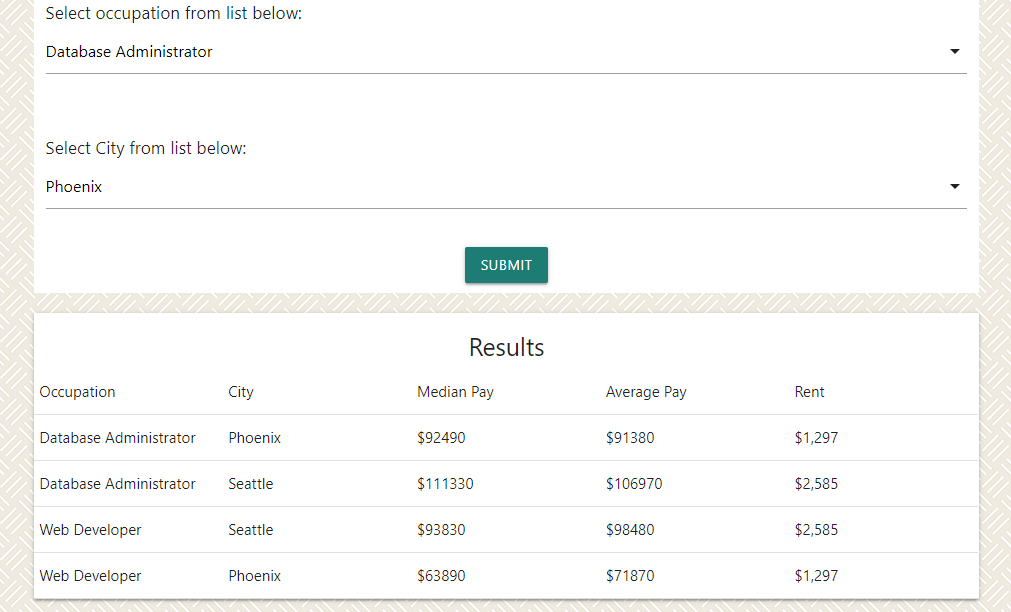 Select occupation from list below:
Database Administrator
Select City from list below:
Phoenix
SUBMIT
Results
Occupation City Median Pay Average Pay Rent
Database Administrator Phoenix $92490 $91380 $1,297
Database Administrator Seattle $111330 $106970 $2,585
Web Developer Seattle $93830 $98480 $2,585
Web Developer Phoenix $63890 $71870 $1,297